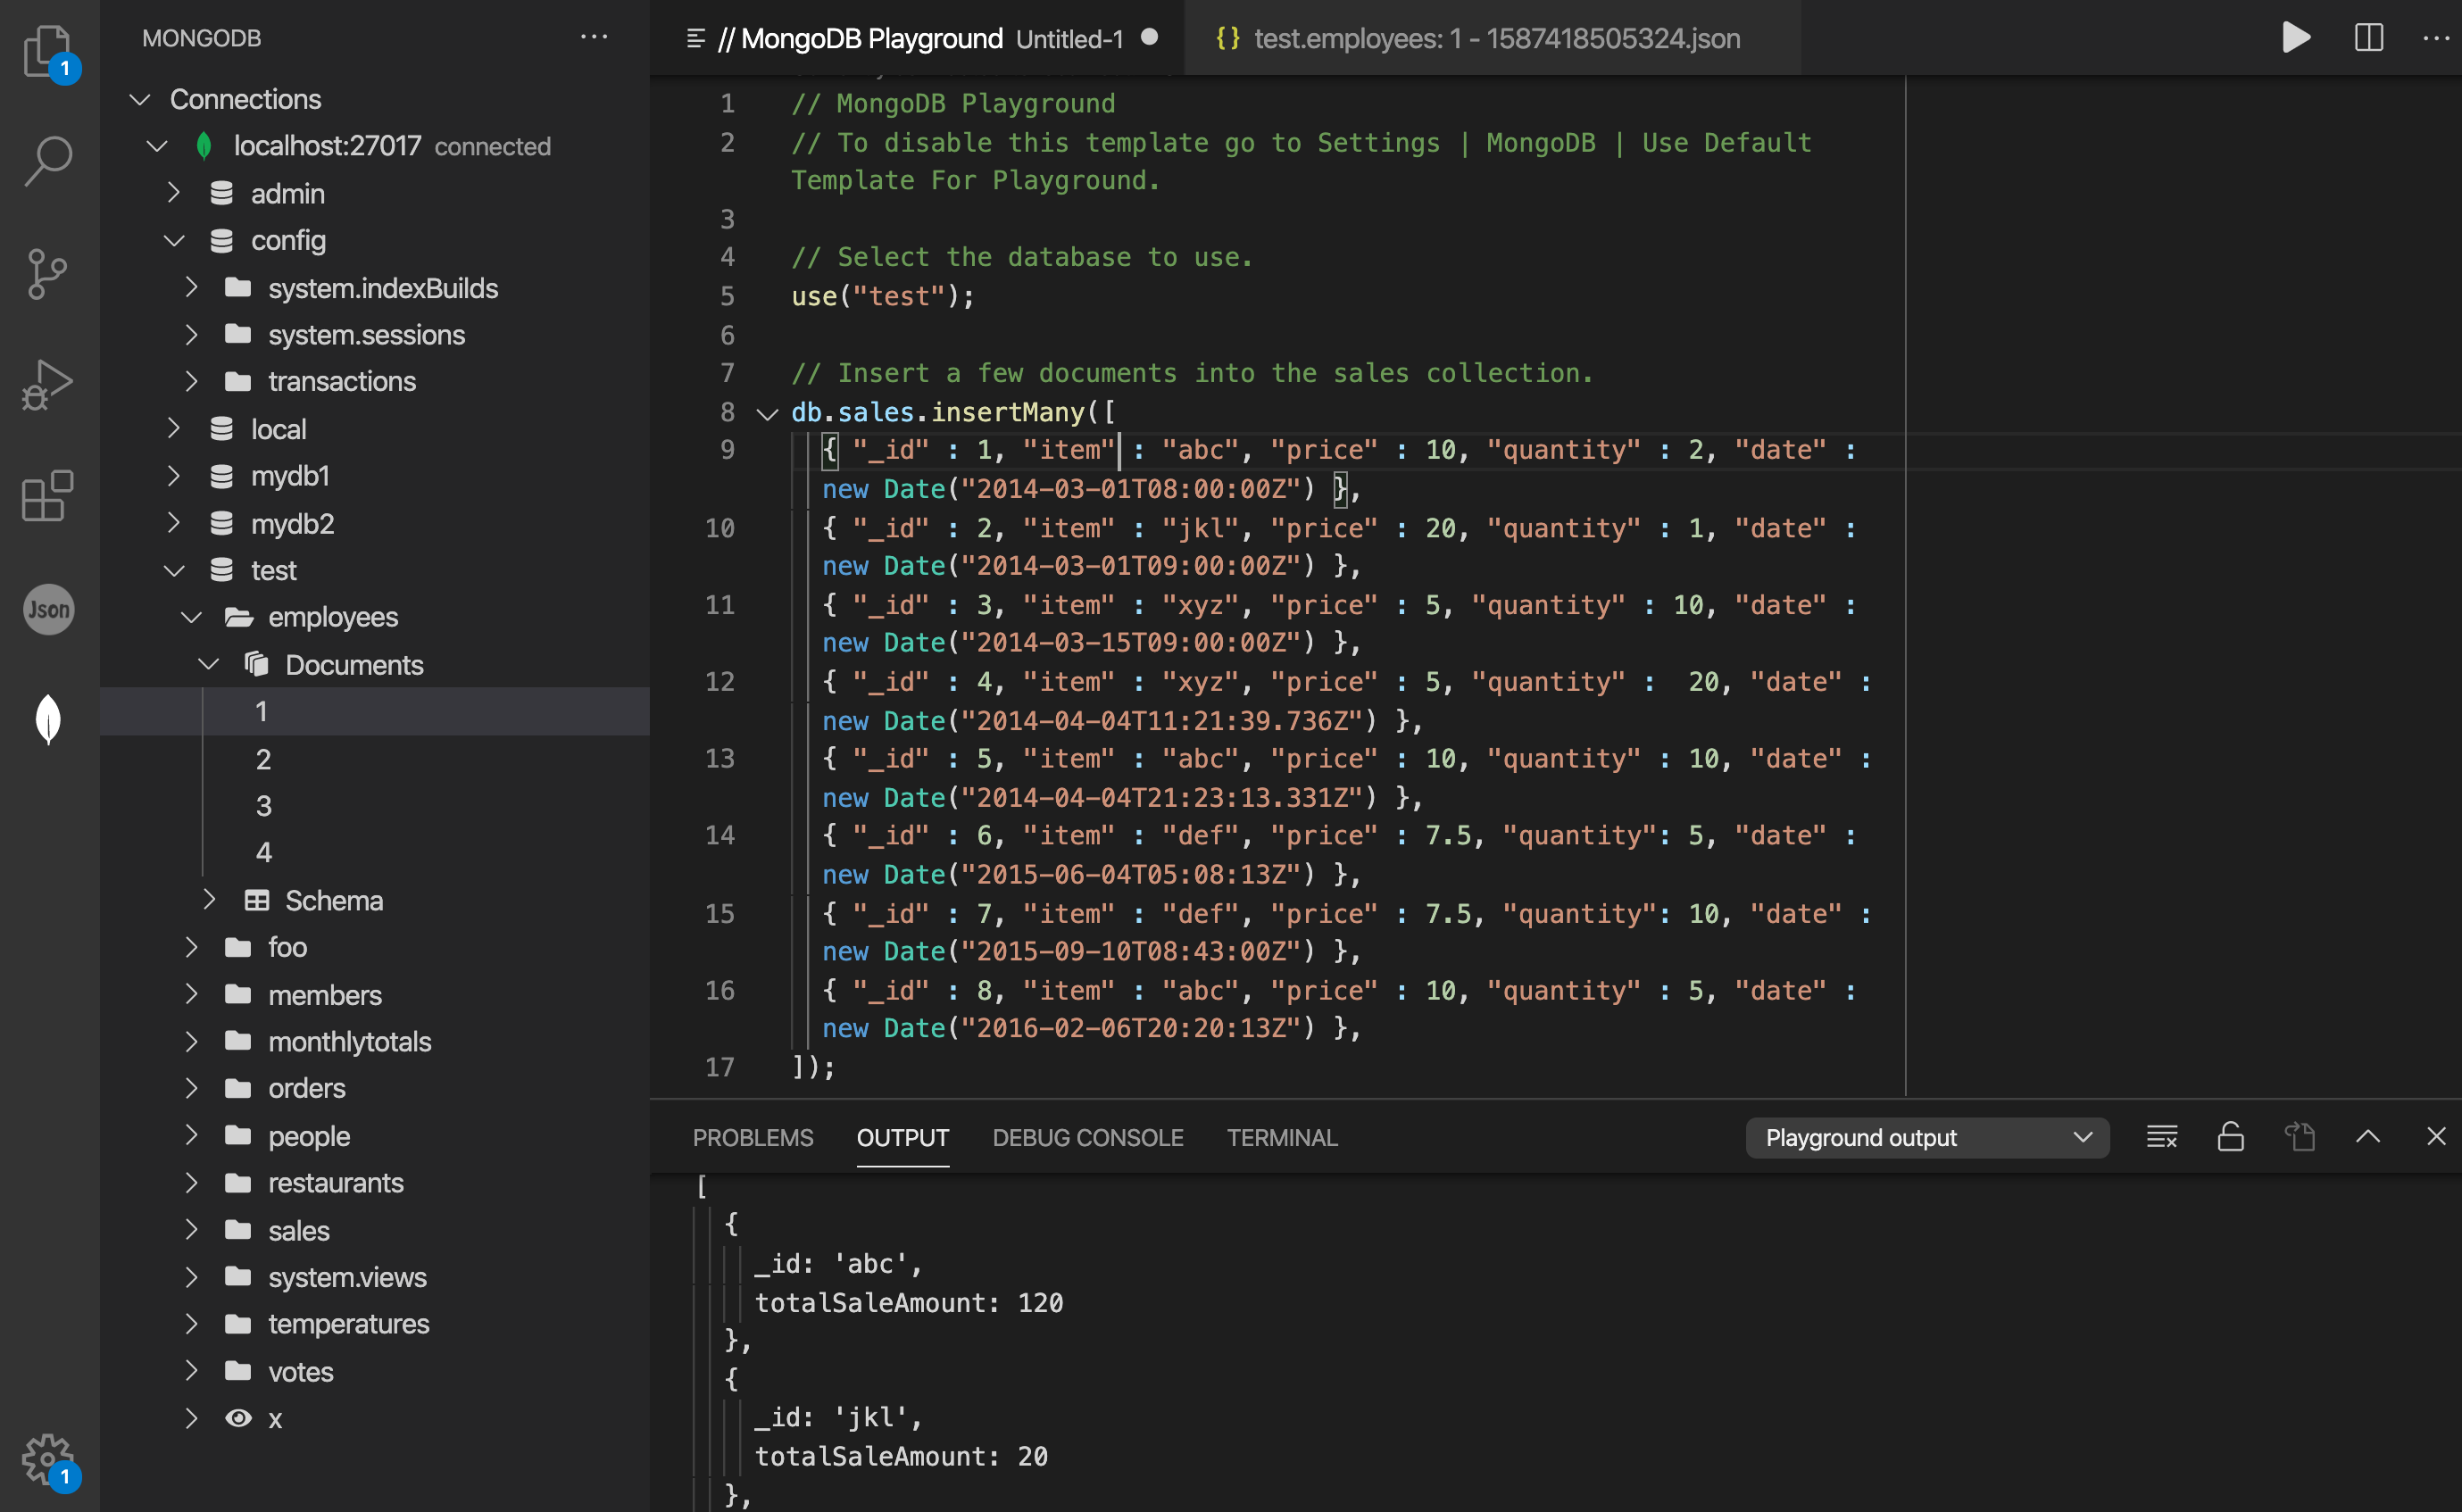 MONGODB
Connections
localhost:27017 connected
admin
config
system.indexBuilds
system.sessions
transactions
local
mydb1
mydb2
test
employees
Documents
1
2
3
4
Schema
foo
members
monthlytotals
orders
people
restaurants
sales
system.views
temperatures
votes
x
1
Json
1
// MongoDB Playground Untitled-1
{} test.employees: 1 - 1587418505324.json
1 // MongoDB Playground
2 // To disable this template go to Settings | MongoDB | Use Default
Template For Playground.
3
4 // Select the database to use.
5 use("test");
6
7 // Insert a few documents into the sales collection.
8 db.sales.insertMany([
9 { "_id" : 1, "item" : "abc", "price" : 10, "quantity" : 2, "date" :
new Date("2014-03-01T08:00:00Z") },
10 { "_id" : 2, "item" : "jkl", "price" : 20, "quantity" : 1, "date" :
new Date("2014-03-01T09:00:00Z") },
11 { "_id" : 3, "item" : "xyz", "price" : 5, "quantity" : 10, "date" :
new Date("2014-03-15T09:00:00Z") },
12 { "_id" : 4, "item" : "xyz", "price" : 5, "quantity" :  20, "date" :
new Date("2014-04-04T11:21:39.736Z") },
13 { "_id" : 5, "item" : "abc", "price" : 10, "quantity" : 10, "date" :
new Date("2014-04-04T21:23:13.331Z") },
14 { "_id" : 6, "item" : "def", "price" : 7.5, "quantity": 5, "date" :
new Date("2015-06-04T05:08:13Z") },
15 { "_id" : 7, "item" : "def", "price" : 7.5, "quantity": 10, "date" :
new Date("2015-09-10T08:43:00Z") },
16 { "_id" : 8, "item" : "abc", "price" : 10, "quantity" : 5, "date" :
new Date("2016-02-06T20:20:13Z") },
17 ]);
PROBLEMS OUTPUT DEBUG CONSOLE TERMINAL Playground output
[
{
_id: 'abc',
totalSaleAmount: 120
},
{
_id: 'jkl',
totalSaleAmount: 20
},